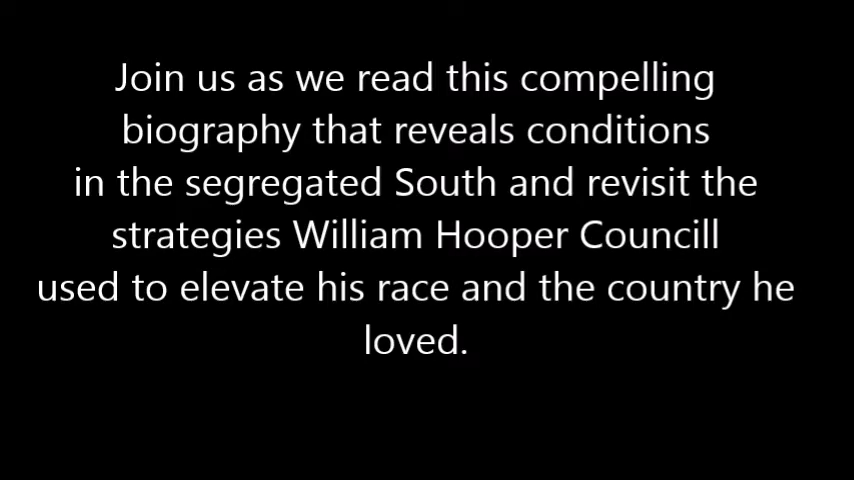 Join us as we read this compelling
biography that reveals conditions
in the segregated South and revisit the
strategies William Hooper Councill
used to elevate his race and the country he
loved.